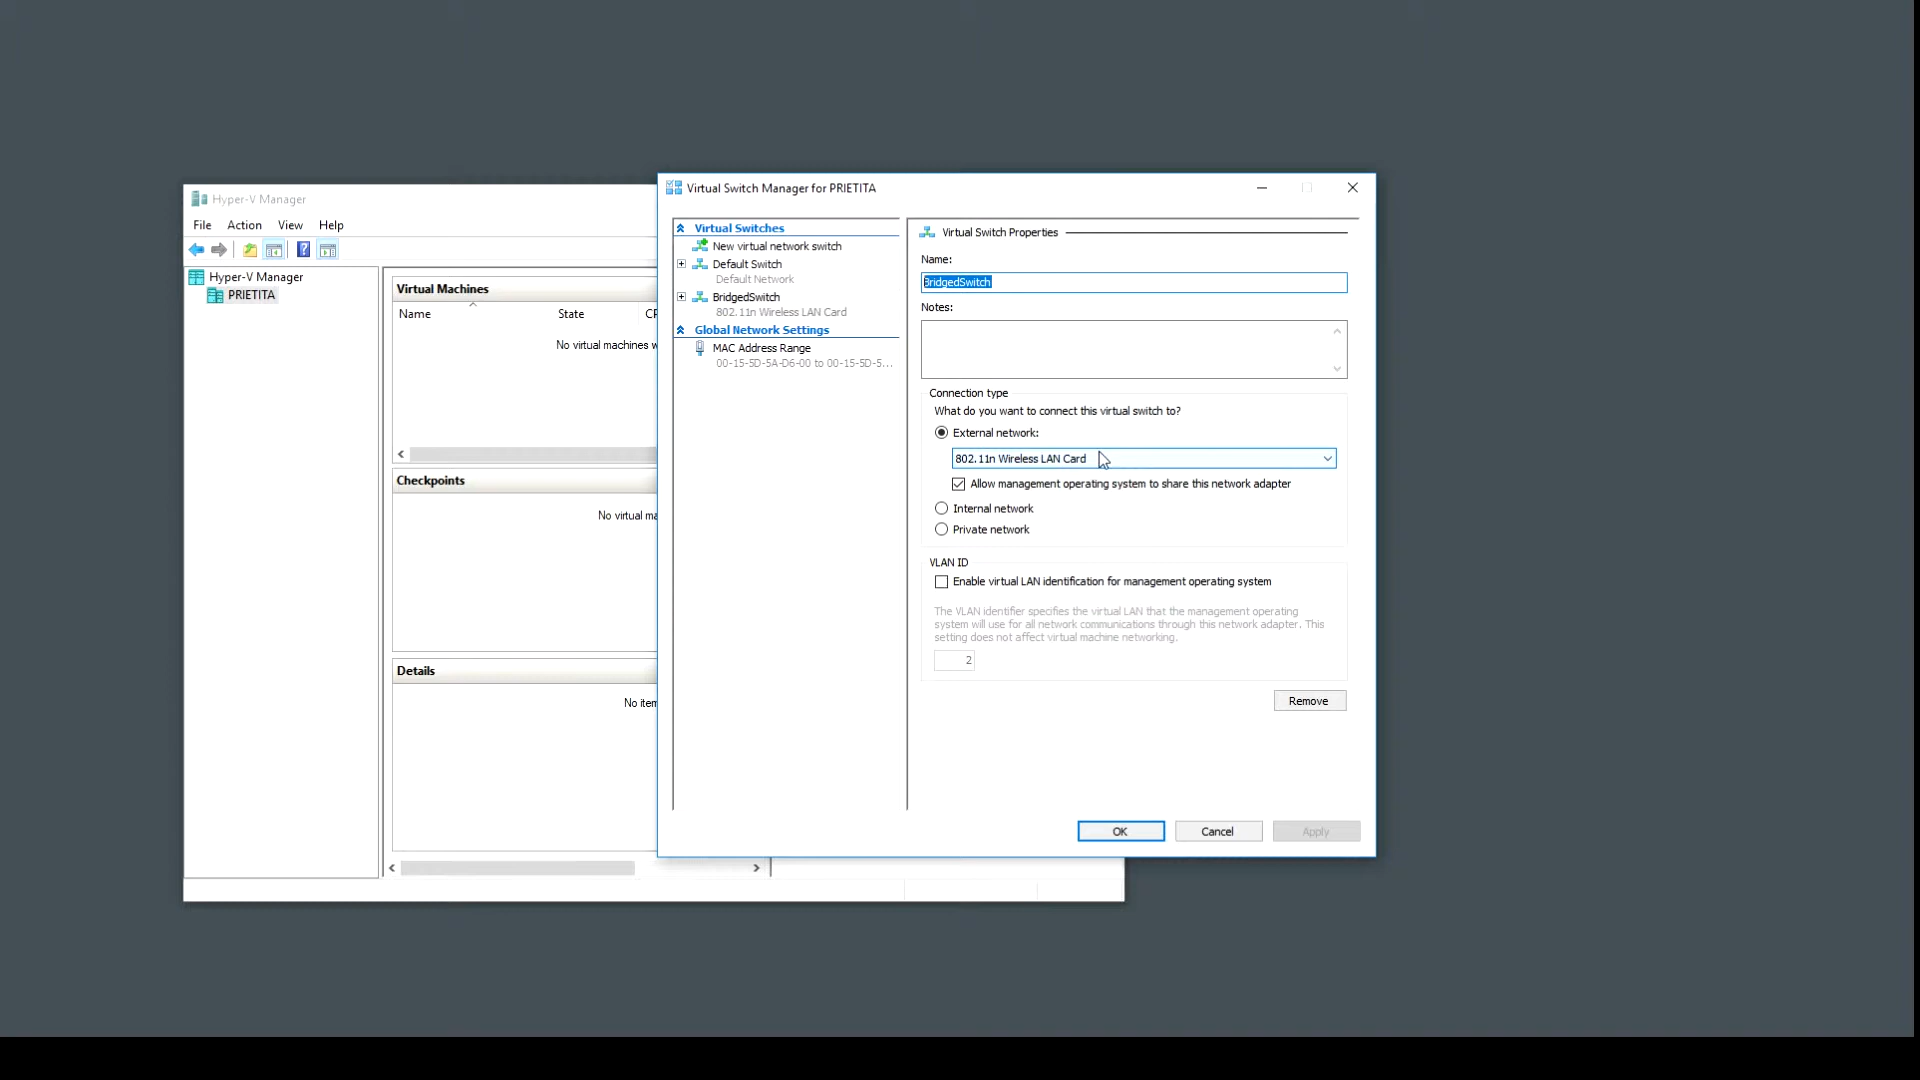 Hyper-V Manager
File Action View Help
Hyper-V Manager
PRIETITA
Virtual Machines
Name State
No virtual machines w
Checkpoints
No virtual ma
Details
No item
Virtual Switch Manager for PRIETITA
Virtual Switches
New virtual network switch
Default Switch
Default Network
BridgedSwitch
802.11n Wireless LAN Card
Global Network Settings
MAC Address Range
00-15-5D-5A-D6-00 to 00-15-5D-5...
Virtual Switch Properties
Name:
BridgedSwitch
Notes:
Connection type
What do you want to connect this virtual switch to?
External network:
802.11n Wireless LAN Card
Allow management operating system to share this network adapter
Internal network
Private network
VLAN ID
Enable virtual LAN identification for management operating system
The VLAN identifier specifies the virtual LAN that the management operating
system will use for all network communications through this network adapter. This
setting does not affect virtual machine networking.
2
Remove
OK Cancel Apply